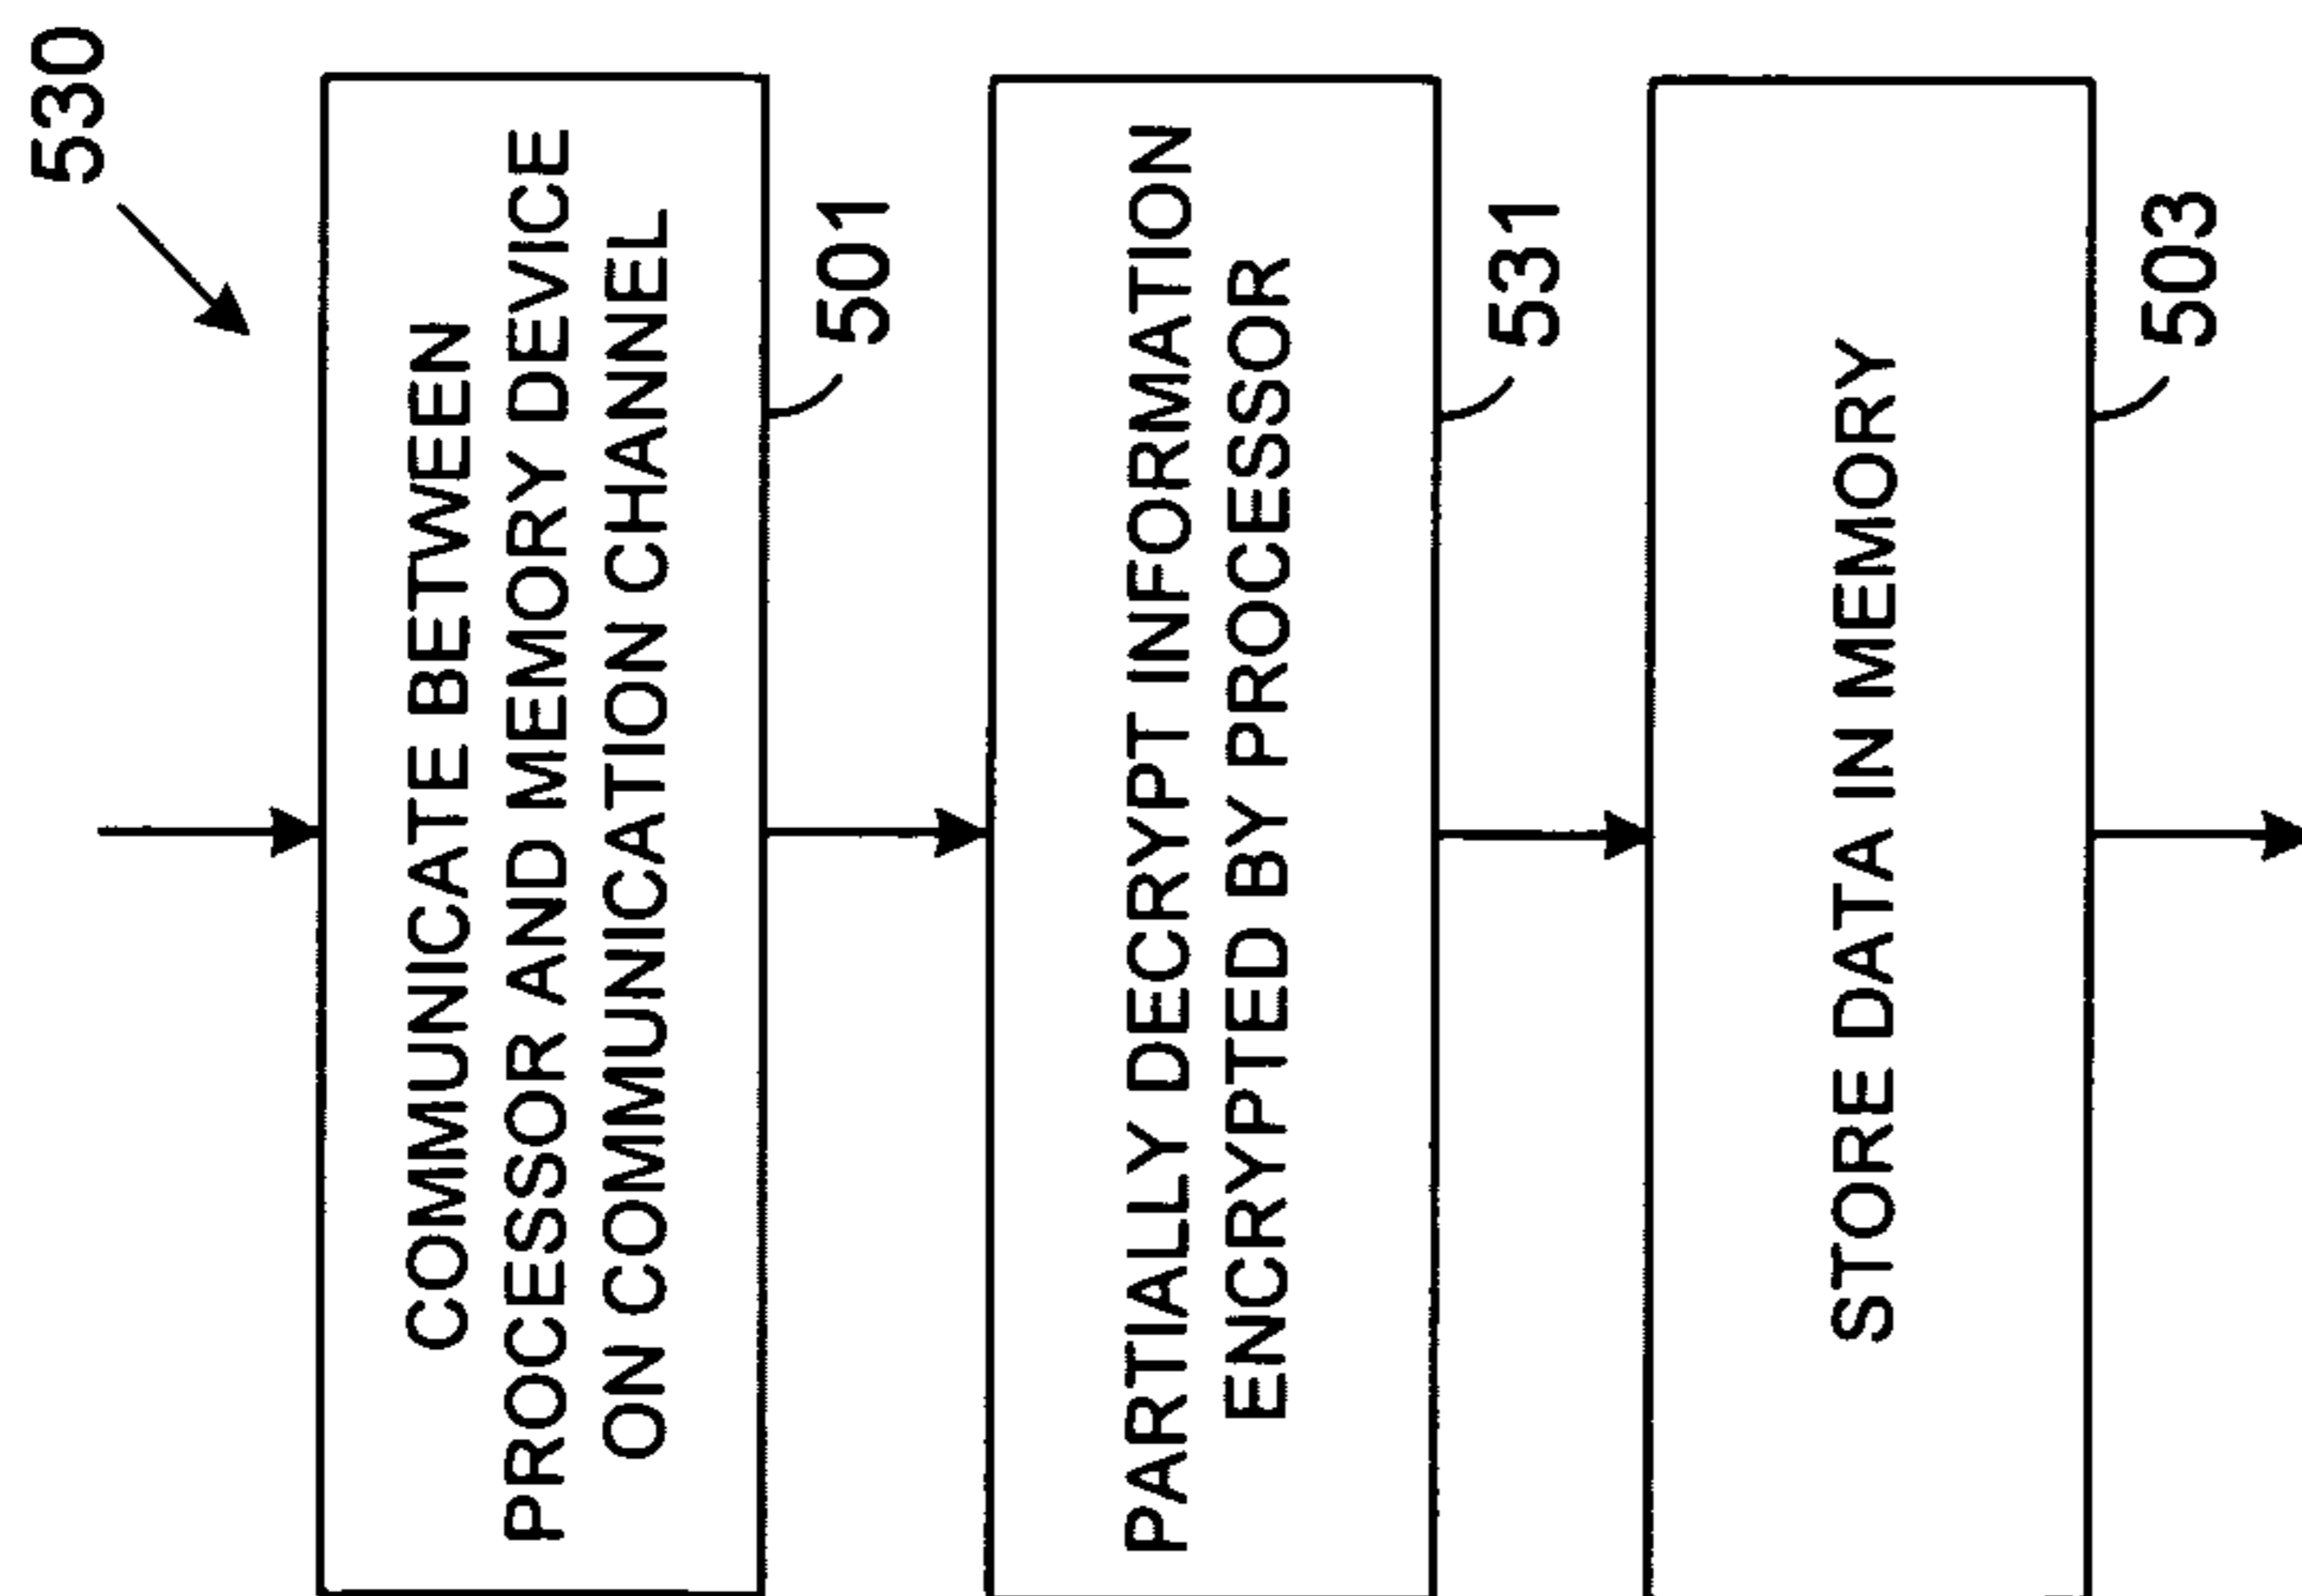 530
COMMUNICATE BETWEEN
PROCESSOR AND MEMORY DEVICE
ON COMMUNICATION CHANNEL
501
PARTIALLY DECRYPT INFORMATION
ENCRYPTED BY PROCESSOR
531
STORE DATA IN MEMORY
503